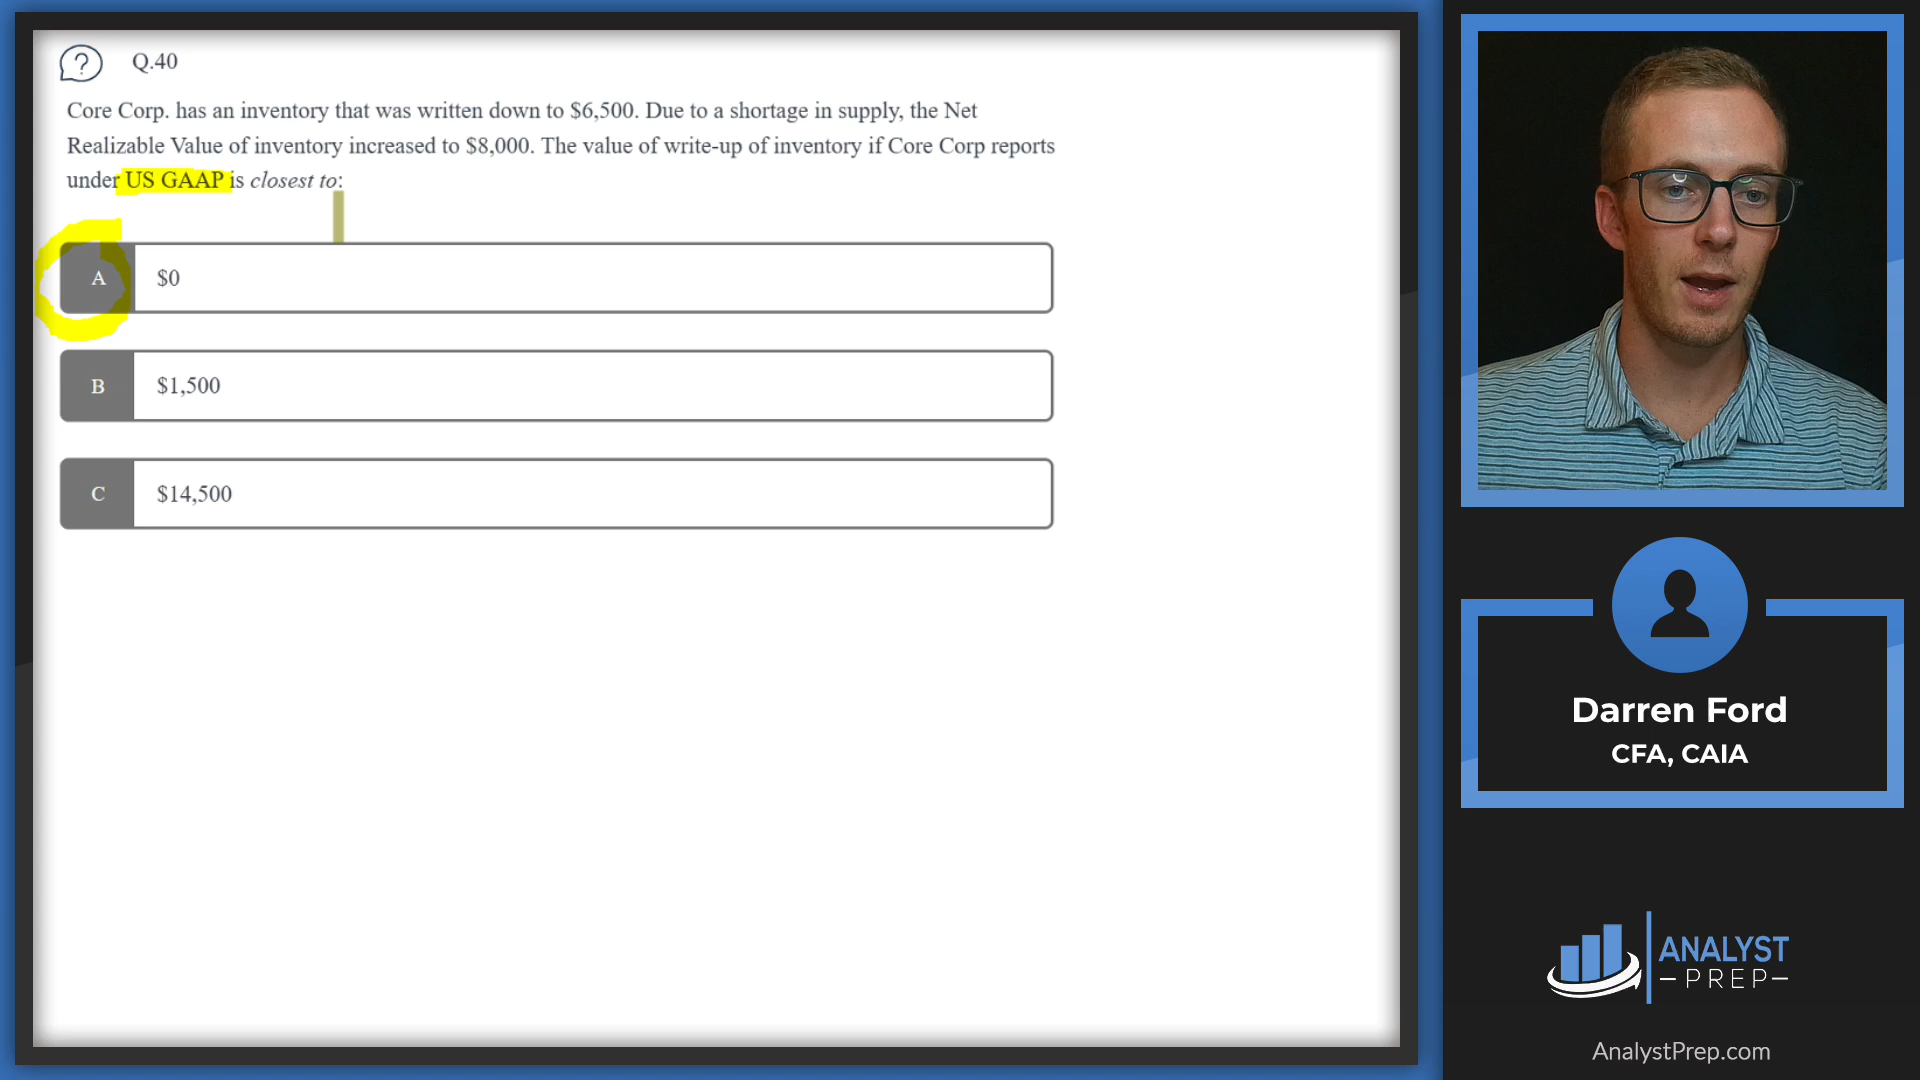 ? Q.40
Core Corp. has an inventory that was written down to $6,500. Due to a shortage in supply, the Net
Realizable Value of inventory increased to $8,000. The value of write-up of inventory if Core Corp reports
under US GAAP is closest to:
A $0
B $1,500
C $14,500
Darren Ford
CFA, CAIA
ANALYST
PREP
AnalystPrep.com